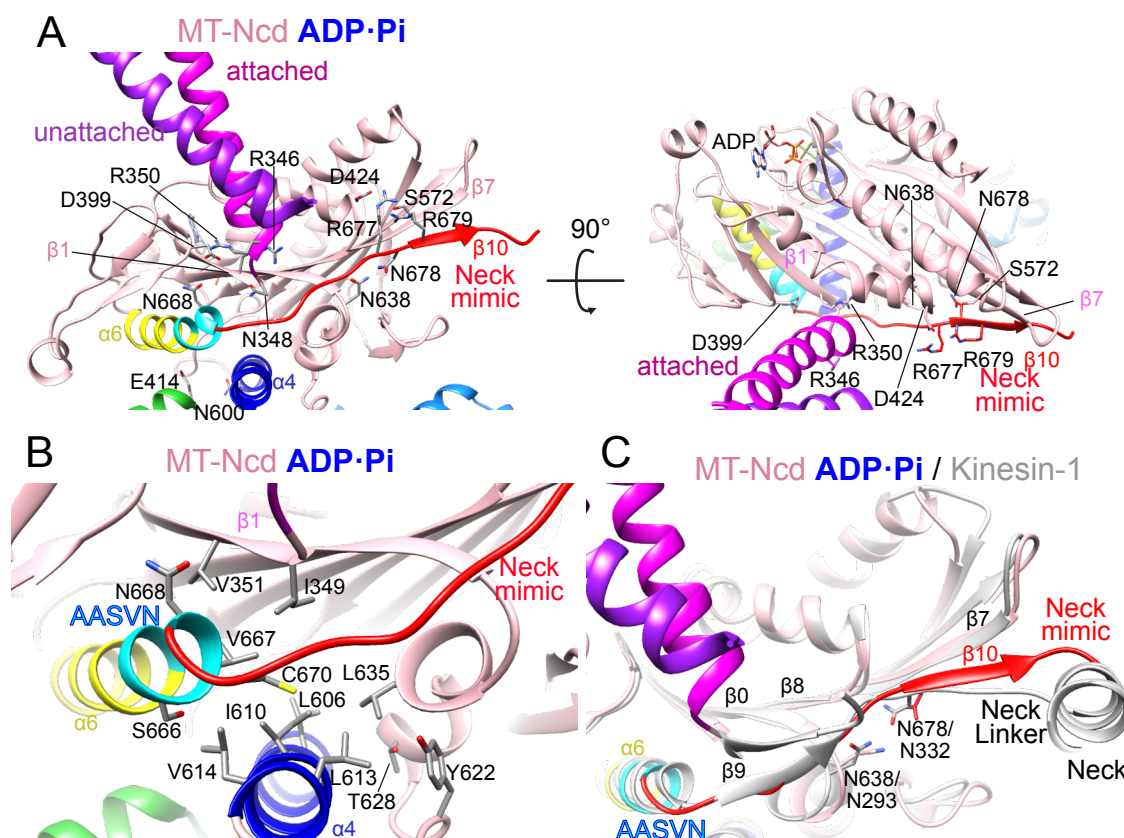 A
MT-Ncd ADP·Pi
attached
unattached
R346
R350
D424
D399
S572
β7
R677
R679
β1
β10
N678
Neck
mimic
N668
N638
α6
N348
E414
α4
N600
90°
ADP
N638
N678
β1
S572
β7
D399
R350
R679
β10
attached
R677
R346
Neck
mimic
D424
B
MT-Ncd ADP·Pi
β1
N668
V351
Neck
mimic
I349
AASVN
V667
C670
L635
L606
α6
S666
I610
V614
L613
Y622
T628
α4
C
MT-Ncd ADP·Pi / Kinesin-1
Neck
mimic
β7
β10
β8
β0
Neck
Linker
N678/
N332
α6
β9
Neck
N638/
N293
AASVN